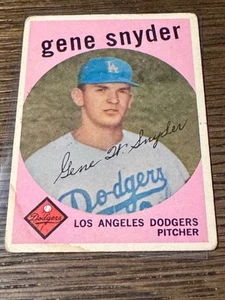 gene snyder
LA
Gene W. Snyder
Dodgers
Dodgers
LOS ANGELES DODGERS
PITCHER